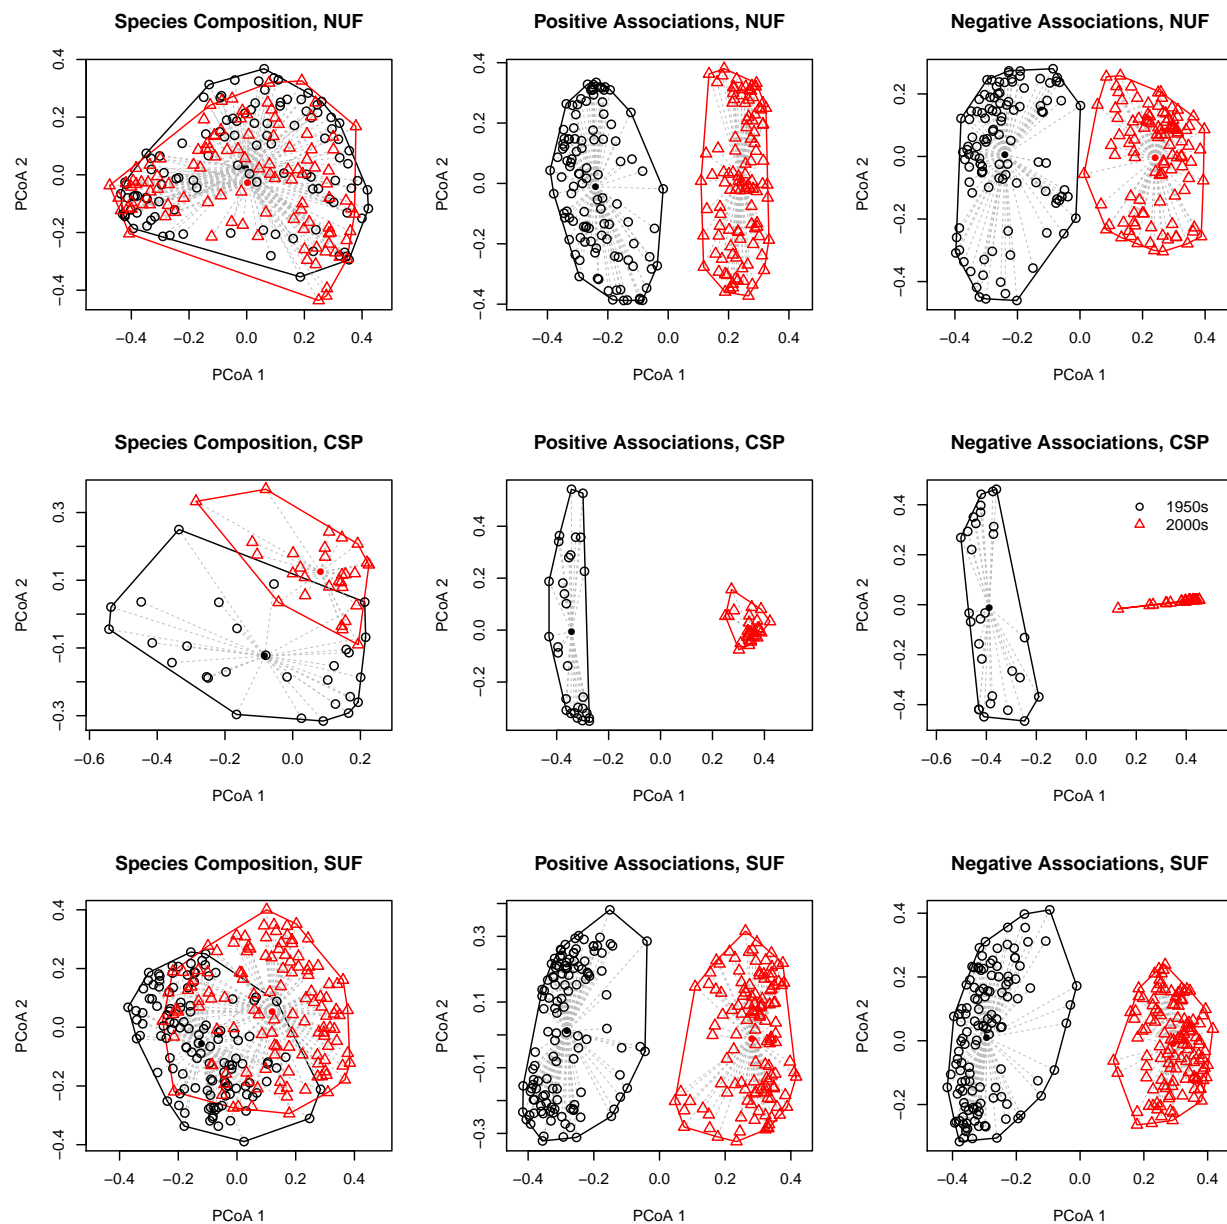 Species Composition, NUF
Positive Associations, NUF
Negative Associations, NUF
PCoA 2
0.4
0.2
0.0
−0.2
−0.4
−0.4
−0.2
0.0
0.2
0.4
PCoA 1
PCoA 2
0.4
0.2
0.0
−0.2
−0.4
−0.4
−0.2
0.0
0.2
0.4
PCoA 1
PCoA 2
0.2
0.0
−0.2
−0.4
−0.4
−0.2
0.0
0.2
0.4
PCoA 1
Species Composition, CSP
Positive Associations, CSP
Negative Associations, CSP
PCoA 2
0.3
0.1
−0.1
−0.3
−0.6
−0.4
−0.2
0.0
0.2
PCoA 1
PCoA 2
0.4
0.2
0.0
−0.2
−0.4
−0.2
0.0
0.2
0.4
PCoA 1
PCoA 2
0.4
0.2
0.0
−0.2
−0.4
−0.6
−0.4
−0.2
0.0
0.2
0.4
PCoA 1
1950s
2000s
Species Composition, SUF
Positive Associations, SUF
Negative Associations, SUF
PCoA 2
0.4
0.2
0.0
−0.2
−0.4
−0.4
−0.2
0.0
0.2
0.4
PCoA 1
PCoA 2
0.3
0.1
−0.1
−0.3
−0.4
−0.2
0.0
0.2
0.4
PCoA 1
PCoA 2
0.4
0.2
0.0
−0.2
−0.4
−0.2
0.0
0.2
0.4
PCoA 1